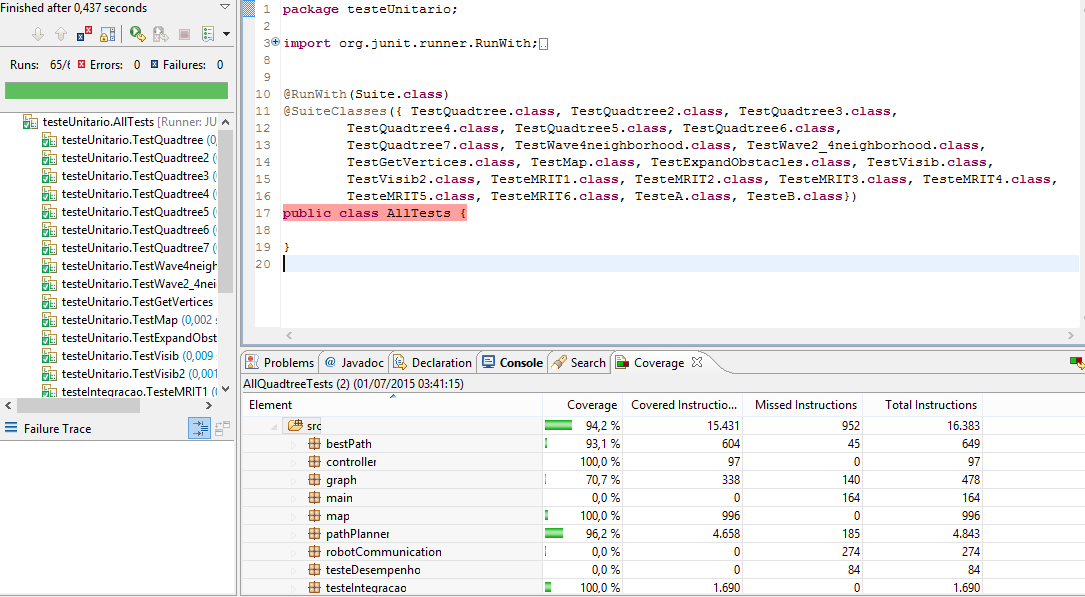 Finished after 0,437 seconds
Runs: 65/6 Errors: 0 Failures: 0
testeUnitario.AllTests [Runner: JU
testeUnitario.TestQuadtree (0,
testeUnitario.TestQuadtree2 (
testeUnitario.TestQuadtree3 (
testeUnitario.TestQuadtree4 (
testeUnitario.TestQuadtree5 (
testeUnitario.TestQuadtree6 (
testeUnitario.TestQuadtree7 (
testeUnitario.TestWave4neigh
testeUnitario.TestWave2_4nei
testeUnitario.TestGetVertices
testeUnitario.TestMap (0,002 s
testeUnitario.TestExpandObst
testeUnitario.TestVisib (0,009
testeUnitario.TestVisib2 (0,001
testeIntegracao.TesteMRIT1 (
Failure Trace
1 package testeUnitario;
2
3 import org.junit.runner.RunWith;
8
9
10 @RunWith(Suite.class)
11 @SuiteClasses({ TestQuadtree.class, TestQuadtree2.class, TestQuadtree3.class,
12 TestQuadtree4.class, TestQuadtree5.class, TestQuadtree6.class,
13 TestQuadtree7.class, TestWave4neighborhood.class, TestWave2_4neighborhood.class,
14 TestGetVertices.class, TestMap.class, TestExpandObstacles.class, TestVisib.class,
15 TestVisib2.class, TesteMRIT1.class, TesteMRIT2.class, TesteMRIT3.class, TesteMRIT4.class,
16 TesteMRIT5.class, TesteMRIT6.class, TesteA.class, TesteB.class})
17 public class AllTests {
18
19 }
20
Problems @ Javadoc Declaration Console Search Coverage
AllQuadtreeTests (2) (01/07/2015 03:41:15)
Element Coverage Covered Instructio... Missed Instructions Total Instructions
src 94,2 % 15.431 952 16.383
bestPath 93,1 % 604 45 649
controller 100,0 % 97 0 97
graph 70,7 % 338 140 478
main 0,0 % 0 164 164
map 100,0 % 996 0 996
pathPlanner 96,2 % 4.658 185 4.843
robotCommunication 0,0 % 0 274 274
testeDesempenho 0,0 % 0 84 84
testeIntegracao 100,0 % 1.690 0 1.690